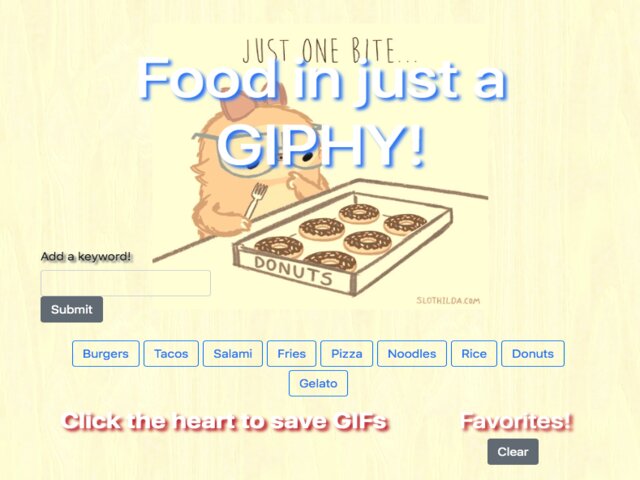 JUST ONE BITE...
Food in just a
GIPHY!
DONUTS
SLOTHILDA.COM
Add a keyword!
Submit
Burgers Tacos Salami Fries Pizza Noodles Rice Donuts
Gelato
Click the heart to save GIFs Favorites!
Clear